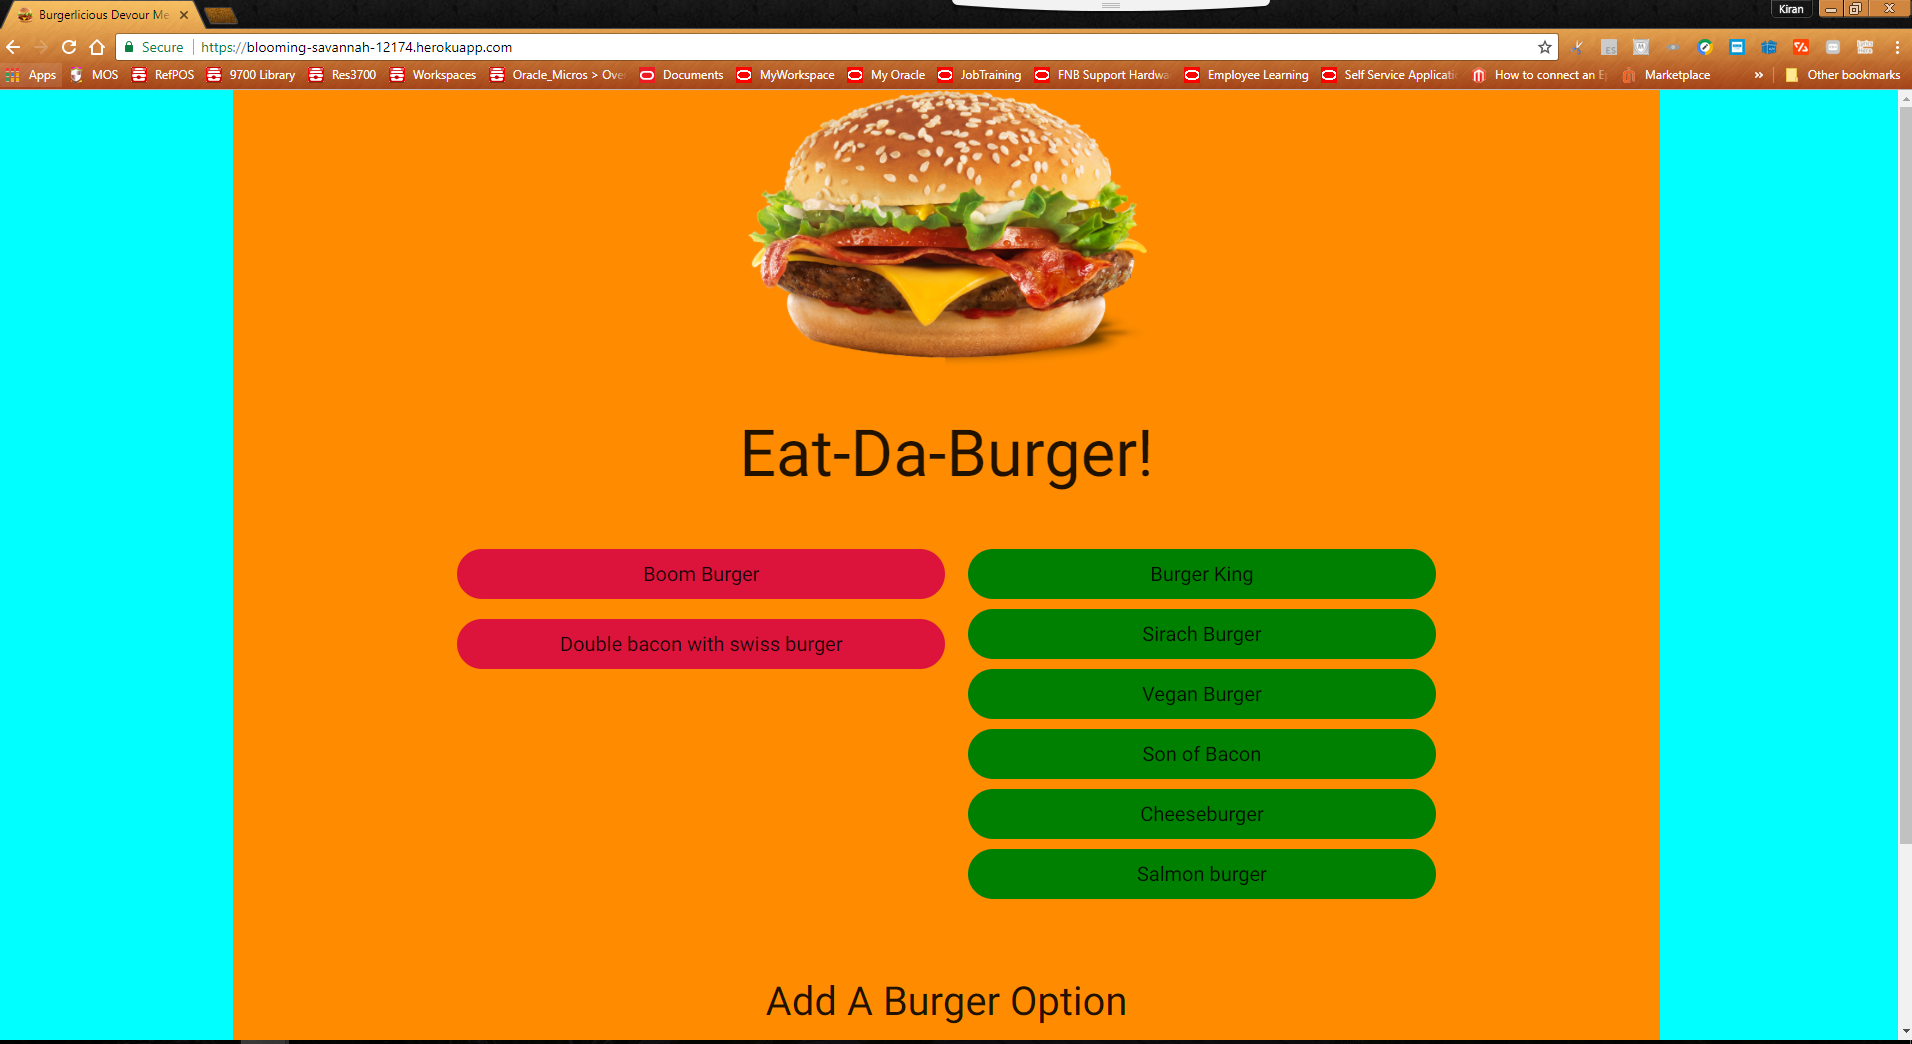 Burgerlicious Devour Me
Kiran
Secure https://blooming-savannah-12174.herokuapp.com
Apps MOS RefPOS 9700 Library Res3700 Workspaces Oracle_Micros > Ove Documents MyWorkspace My Oracle JobTraining FNB Support Hardwa Employee Learning Self Service Applicati How to connect an E Marketplace » Other bookmarks
Eat-Da-Burger!
Boom Burger
Double bacon with swiss burger
Burger King
Sirach Burger
Vegan Burger
Son of Bacon
Cheeseburger
Salmon burger
Add A Burger Option